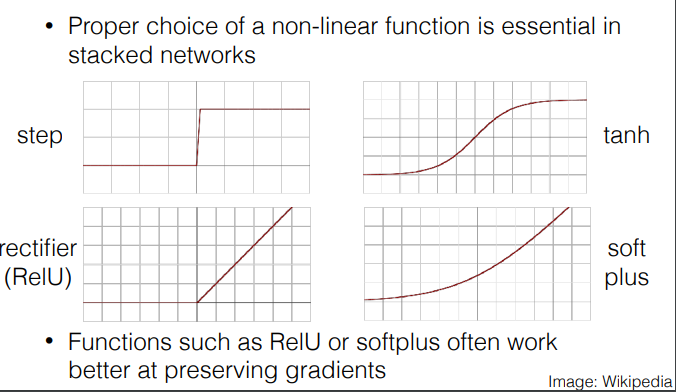 • Proper choice of a non-linear function is essential in
stacked networks
step
tanh
rectifier
(RelU)
soft
plus
• Functions such as RelU or softplus often work
better at preserving gradients
Image: Wikipedia